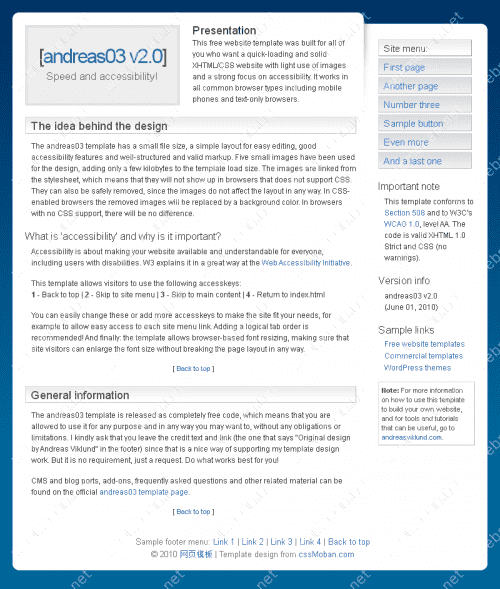 [andreas03 v2.0]
Speed and accessibility!
Presentation
This free website template was built for all of
you who want a quick-loading and solid
XHTML/CSS website with light use of images
and a strong focus on accessibility. It works in
all common browser types including mobile
phones and text-only browsers.
The idea behind the design
The andreas03 template has a small file size, a simple layout for easy editing, good
accessibility features and well-structured and valid markup. Five small images have been used
for the design, adding only a few kilobytes to the template load size. The images are linked from
the stylesheet, which means that they will not show up in browsers that does not support CSS.
They can also be safely removed, since the images do not affect the layout in any way. In CSS-
enabled browsers the removed images will be replaced by a background color. In browsers
with no CSS support, there will be no difference.
What is 'accessibility' and why is it important?
Accessibility is about making your website available and understandable for everyone,
including users with disabilities. W3 explains it in a great way at the Web Accessibility Initiative.
This template allows visitors to use the following accesskeys:
1 - Back to top | 2 - Skip to site menu | 3 - Skip to main content | 4 - Return to index.html
You can easily change these or add more accesskeys to make the site fit your needs, for
example to allow easy access to each site menu link. Adding a logical tab order is
recommended! And finally: the template allows browser-based font resizing, making sure that
site visitors can enlarge the font size without breaking the page layout in any way.
[ Back to top ]
General information
The andreas03 template is released as completely free code, which means that you are
allowed to use it for any purpose and in any way you may want to, without any obligations or
limitations. I kindly ask that you leave the credit text and link (the one that says "Original design
by Andreas Viklund" in the footer) since that is a nice way of supporting my template design
work. But it is no requirement, just a request. Do what works best for you!
CMS and blog ports, add-ons, frequently asked questions and other related material can be
found on the official andreas03 template page.
[ Back to top ]
Site menu:
First page
Another page
Number three
Sample button
Even more
And a last one
Important note
This template conforms to
Section 508 and to W3C's
WCAG 1.0, level AA. The
code is valid XHTML 1.0
Strict and CSS (no
warnings).
Version info
andreas03 v2.0
(June 01, 2010)
Sample links
Free website templates
Commercial templates
WordPress themes
Note: For more information
on how to use this template
to build your own website,
and for tools and tutorials
that can be useful, go to
andreasviklund.com.
Sample footer menu: Link 1 | Link 2 | Link 3 | Link 4 | Back to top
© 2010 网页模板 | Template design from cssMoban.com